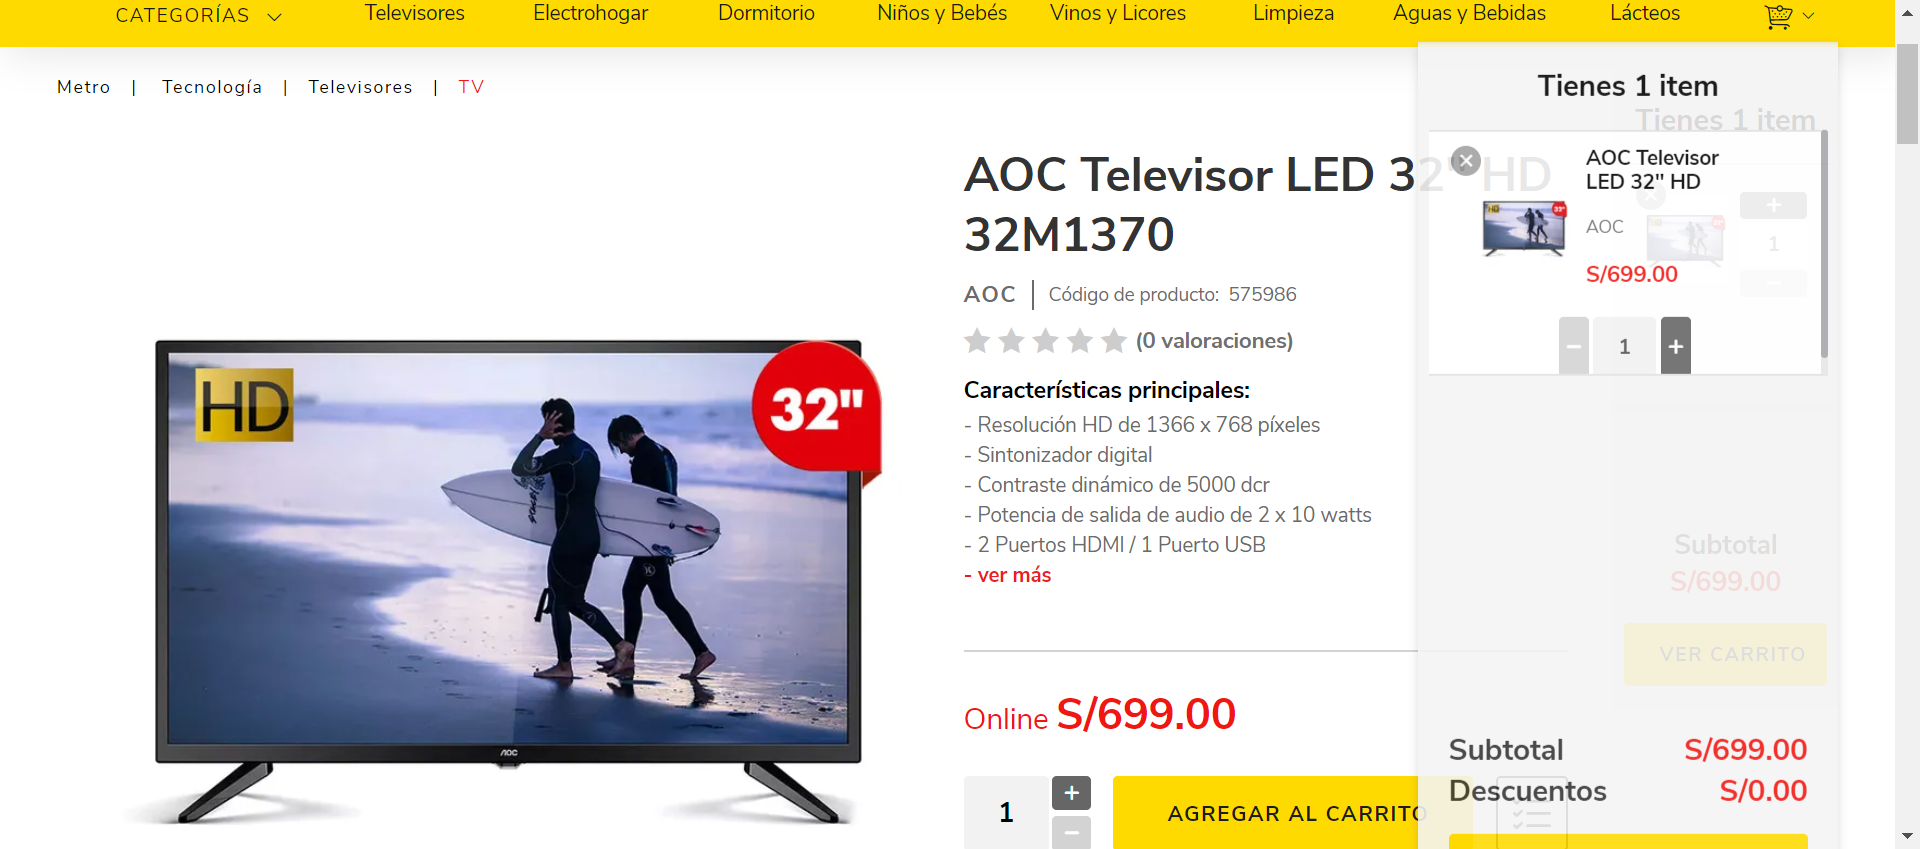 CATEGORÍAS
Televisores
Electrohogar
Dormitorio
Niños y Bebés
Vinos y Licores
Limpieza
Aguas y Bebidas
Lácteos
Metro | Tecnología | Televisores | TV
HD
32"
AOC
AOC Televisor LED 32" HD
32M1370
AOC | Código de producto: 575986
(0 valoraciones)
Características principales:
- Resolución HD de 1366 x 768 píxeles
- Sintonizador digital
- Contraste dinámico de 5000 dcr
- Potencia de salida de audio de 2 x 10 watts
- 2 Puertos HDMI / 1 Puerto USB
- ver más
Online S/699.00
1
+
−
AGREGAR AL CARRITO
Tienes 1 item
Tienes 1 item
AOC Televisor
LED 32" HD
AOC
S/699.00
HD
32"
− 1 +
+
1
−
Subtotal
S/699.00
VER CARRITO
Subtotal S/699.00
Descuentos S/0.00